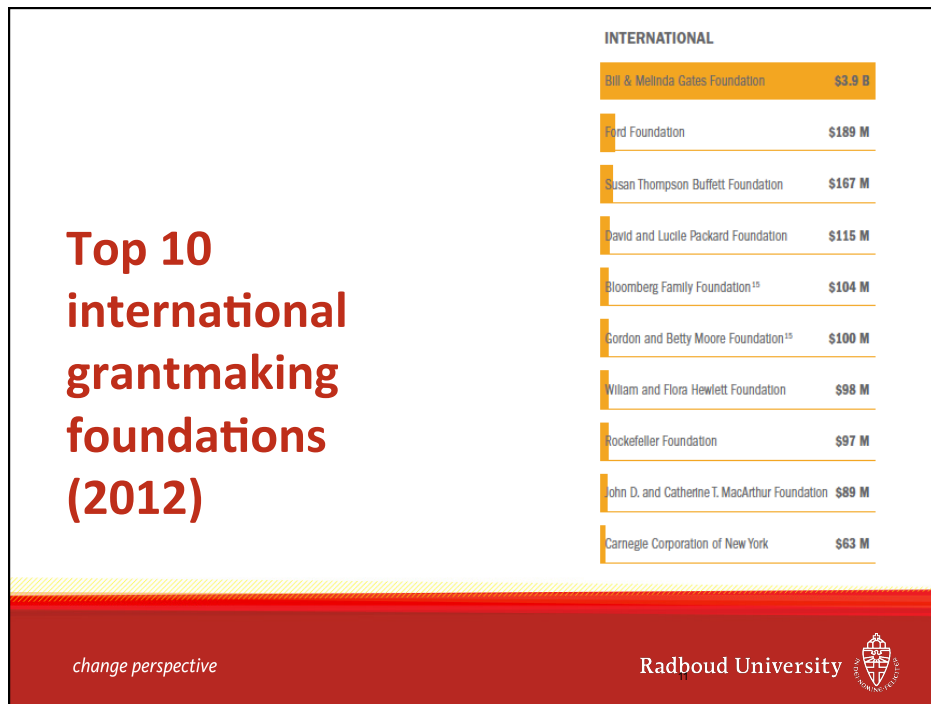 Top 10
international
grantmaking
foundations
(2012)
INTERNATIONAL
Bill & Melinda Gates Foundation $3.9 B
Ford Foundation $189 M
Susan Thompson Buffett Foundation $167 M
David and Lucile Packard Foundation $115 M
Bloomberg Family Foundation¹⁵ $104 M
Gordon and Betty Moore Foundation¹⁵ $100 M
William and Flora Hewlett Foundation $98 M
Rockefeller Foundation $97 M
John D. and Catherine T. MacArthur Foundation $89 M
Carnegie Corporation of New York $63 M
change perspective
Radboud University
11